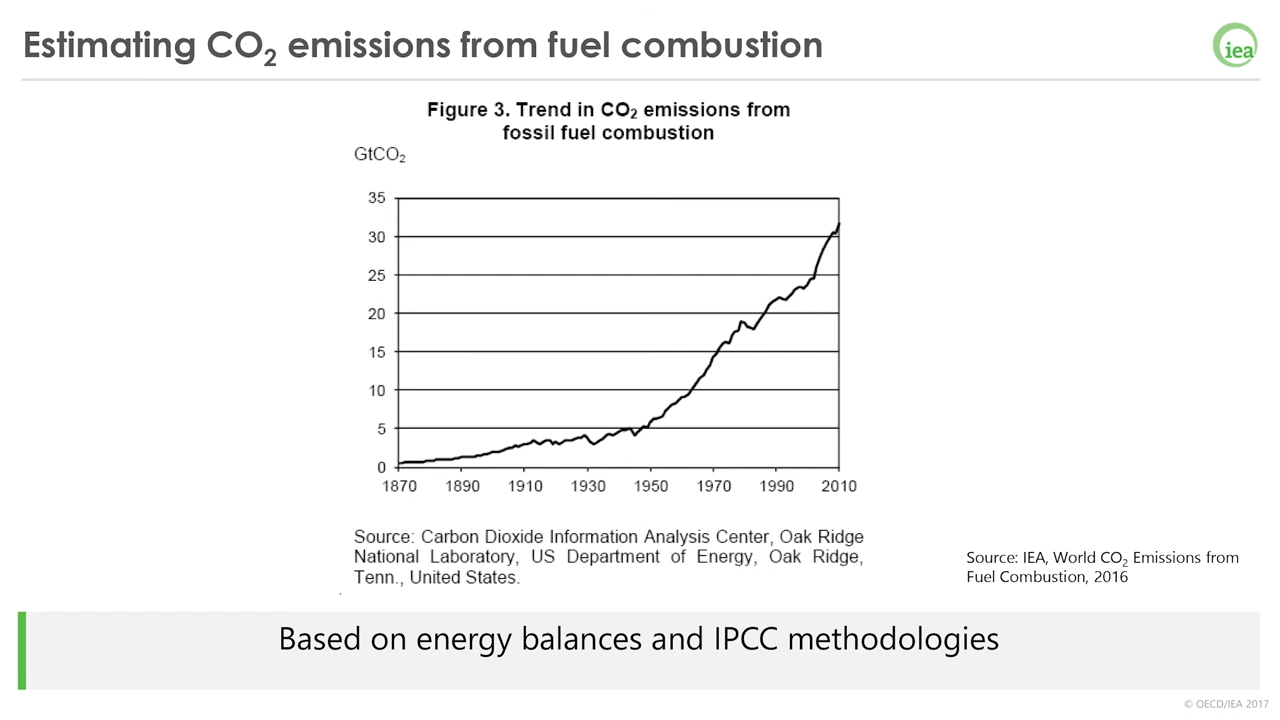 Estimating CO₂ emissions from fuel combustion
iea
Figure 3. Trend in CO₂ emissions from
fossil fuel combustion
GtCO₂
35
30
25
20
15
10
5
0
1870 1890 1910 1930 1950 1970 1990 2010
Source: Carbon Dioxide Information Analysis Center, Oak Ridge
National Laboratory, US Department of Energy, Oak Ridge,
Tenn., United States.
Source: IEA, World CO₂ Emissions from
Fuel Combustion, 2016
Based on energy balances and IPCC methodologies
© OECD/IEA 2017